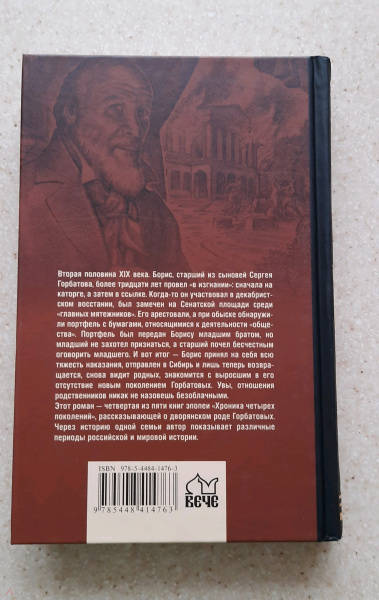 Вторая половина XIX века. Борис, старший из сыновей Сергея
Горбатова, более тридцати лет провел «в изгнании»: сначала на
каторге, а затем в ссылке. Когда-то он участвовал в декабрист-
ском восстании, был замечен на Сенатской площади среди
«главных мятежников». Его арестовали, а при обыске обнаружи-
ли портфель с бумагами, относящимися к деятельности «обще-
ства». Портфель был передан Борису младшим братом, но
младший не захотел признаться, а старший почел бесчестным
оговорить младшего. И вот итог — Борис принял на себя всю
тяжесть наказания, отправлен в Сибирь и лишь теперь возвра-
щается, снова видит родных, знакомится с выросшим в его
отсутствие новым поколением Горбатовых. Увы, отношения
родственников никак не назовешь безоблачными.
Этот роман — четвертая из пяти книг эпопеи «Хроника четырех
поколений», рассказывающей о дворянском роде Горбатовых.
Через историю одной семьи автор показывает различные
периоды российской и мировой истории.
ISBN 978-5-4484-1476-3
9785448414763
ВЕЧЕ